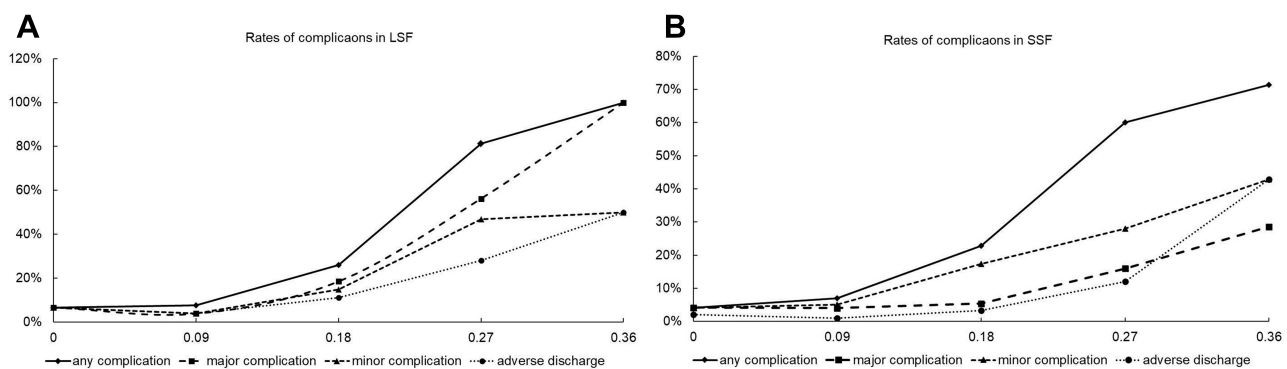 A
Rates of complicaons in LSF
120%
100%
80%
60%
40%
20%
0%
0 0.09 0.18 0.27 0.36
any complication major complication minor complication adverse discharge
B
Rates of complicaons in SSF
80%
70%
60%
50%
40%
30%
20%
10%
0%
0 0.09 0.18 0.27 0.36
any complication major complication minor complication adverse discharge